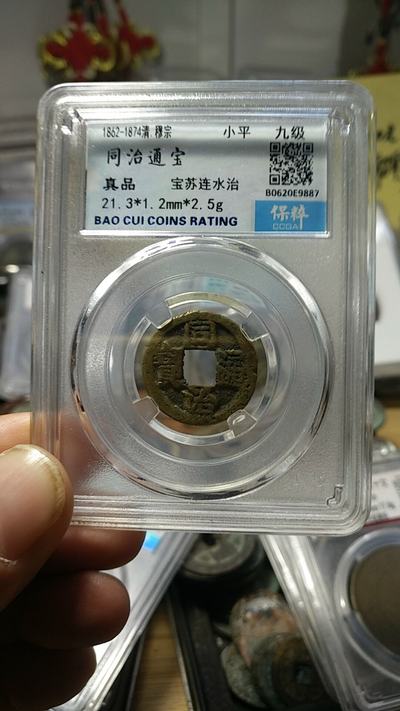 1862-1874清 穆宗 小平 九级
同治通宝
真品 宝苏连水治
B0620E9887
21.3*1.2mm*2.5g
保粹
BAO CUI COINS RATING
CCGA
同
寳 通
治